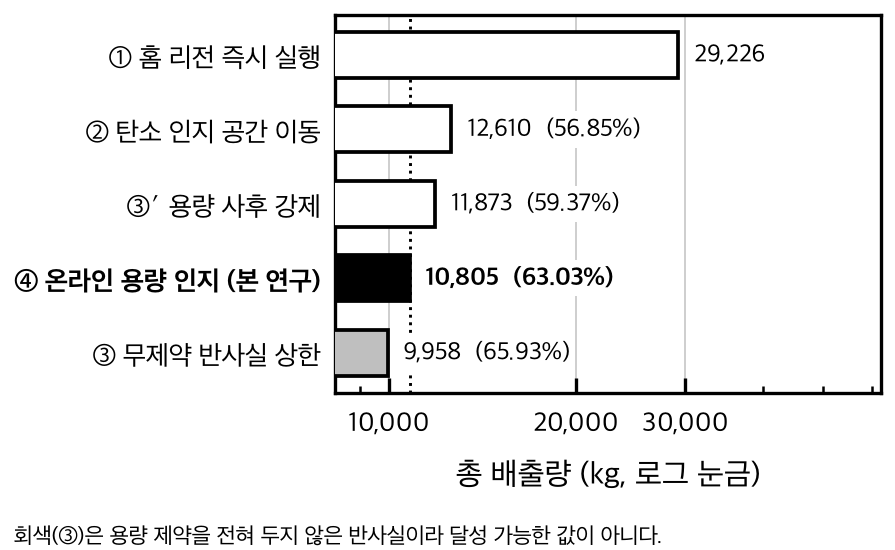 ① 홈 리전 즉시 실행 29,226
② 탄소 인지 공간 이동 12,610 (56.85%)
③′ 용량 사후 강제 11,873 (59.37%)
④ 온라인 용량 인지 (본 연구) 10,805 (63.03%)
③ 무제약 반사실 상한 9,958 (65.93%)
10,000 20,000 30,000
총 배출량 (kg, 로그 눈금)
회색(③)은 용량 제약을 전혀 두지 않은 반사실이라 달성 가능한 값이 아니다.